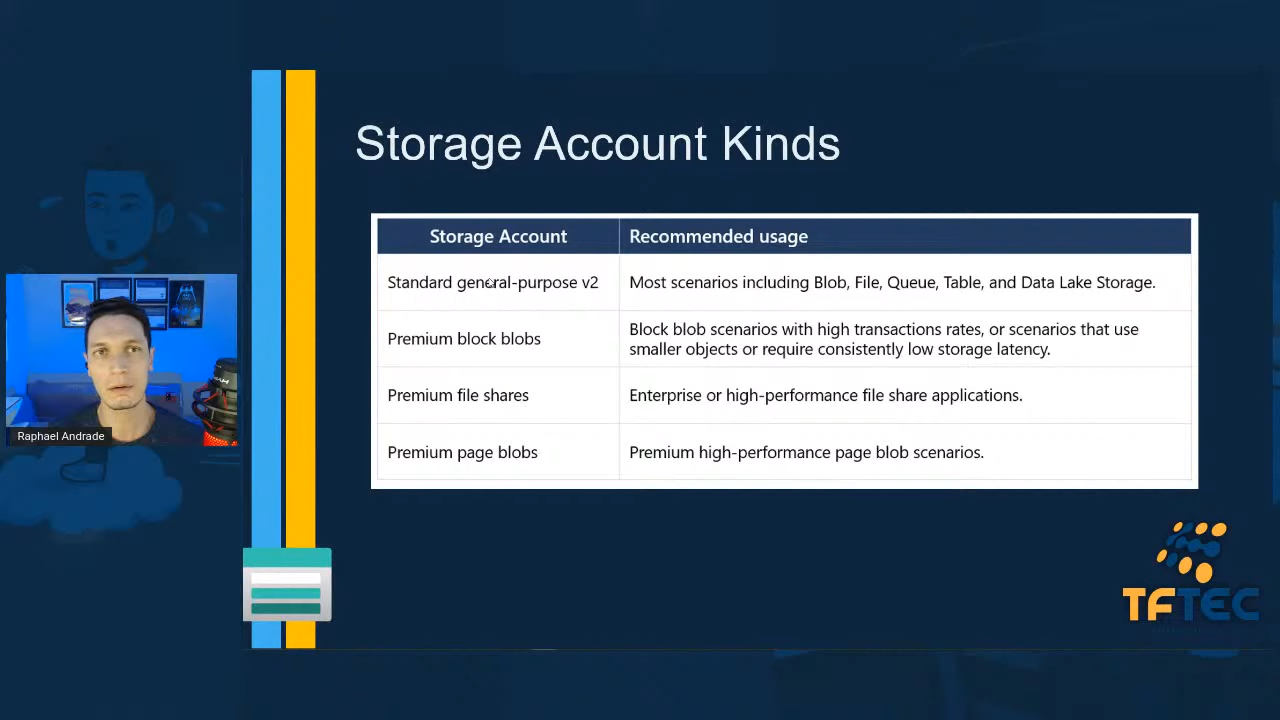 Storage Account Kinds
Storage Account
Recommended usage
Standard general-purpose v2
Most scenarios including Blob, File, Queue, Table, and Data Lake Storage.
Premium block blobs
Block blob scenarios with high transactions rates, or scenarios that use
smaller objects or require consistently low storage latency.
Premium file shares
Enterprise or high-performance file share applications.
Premium page blobs
Premium high-performance page blob scenarios.
Raphael Andrade
TFTEC